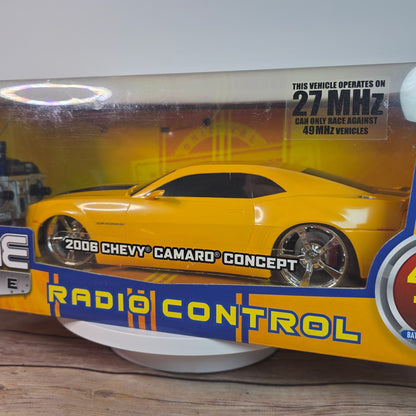 THIS VEHICLE OPERATES ON
27 MHz
CAN ONLY RACE AGAINST
49 MHz VEHICLES
2006 CHEVY® CAMARO® CONCEPT
RADIO CONTROL